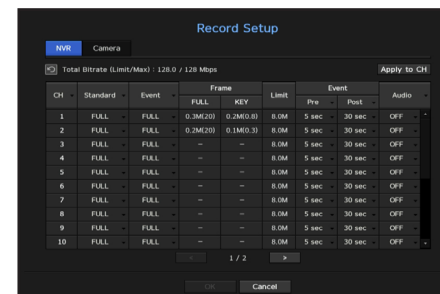 Record Setup
NVR Camera
Total Bitrate (Limit/Max) : 128.0 / 128 Mbps Apply to CH
CH Standard Event Frame Limit Event Audio
FULL KEY Pre Post
1 FULL FULL 0.3M(20) 0.2M(0.8) 8.0M 5 sec 30 sec OFF
2 FULL FULL 0.2M(20) 0.1M(0.3) 8.0M 5 sec 30 sec OFF
3 FULL FULL – – 8.0M 5 sec 30 sec OFF
4 FULL FULL – – 8.0M 5 sec 30 sec OFF
5 FULL FULL – – 8.0M 5 sec 30 sec OFF
6 FULL FULL – – 8.0M 5 sec 30 sec OFF
7 FULL FULL – – 8.0M 5 sec 30 sec OFF
8 FULL FULL – – 8.0M 5 sec 30 sec OFF
9 FULL FULL – – 8.0M 5 sec 30 sec OFF
10 FULL FULL – – 8.0M 5 sec 30 sec OFF
< 1 / 2 >
OK Cancel